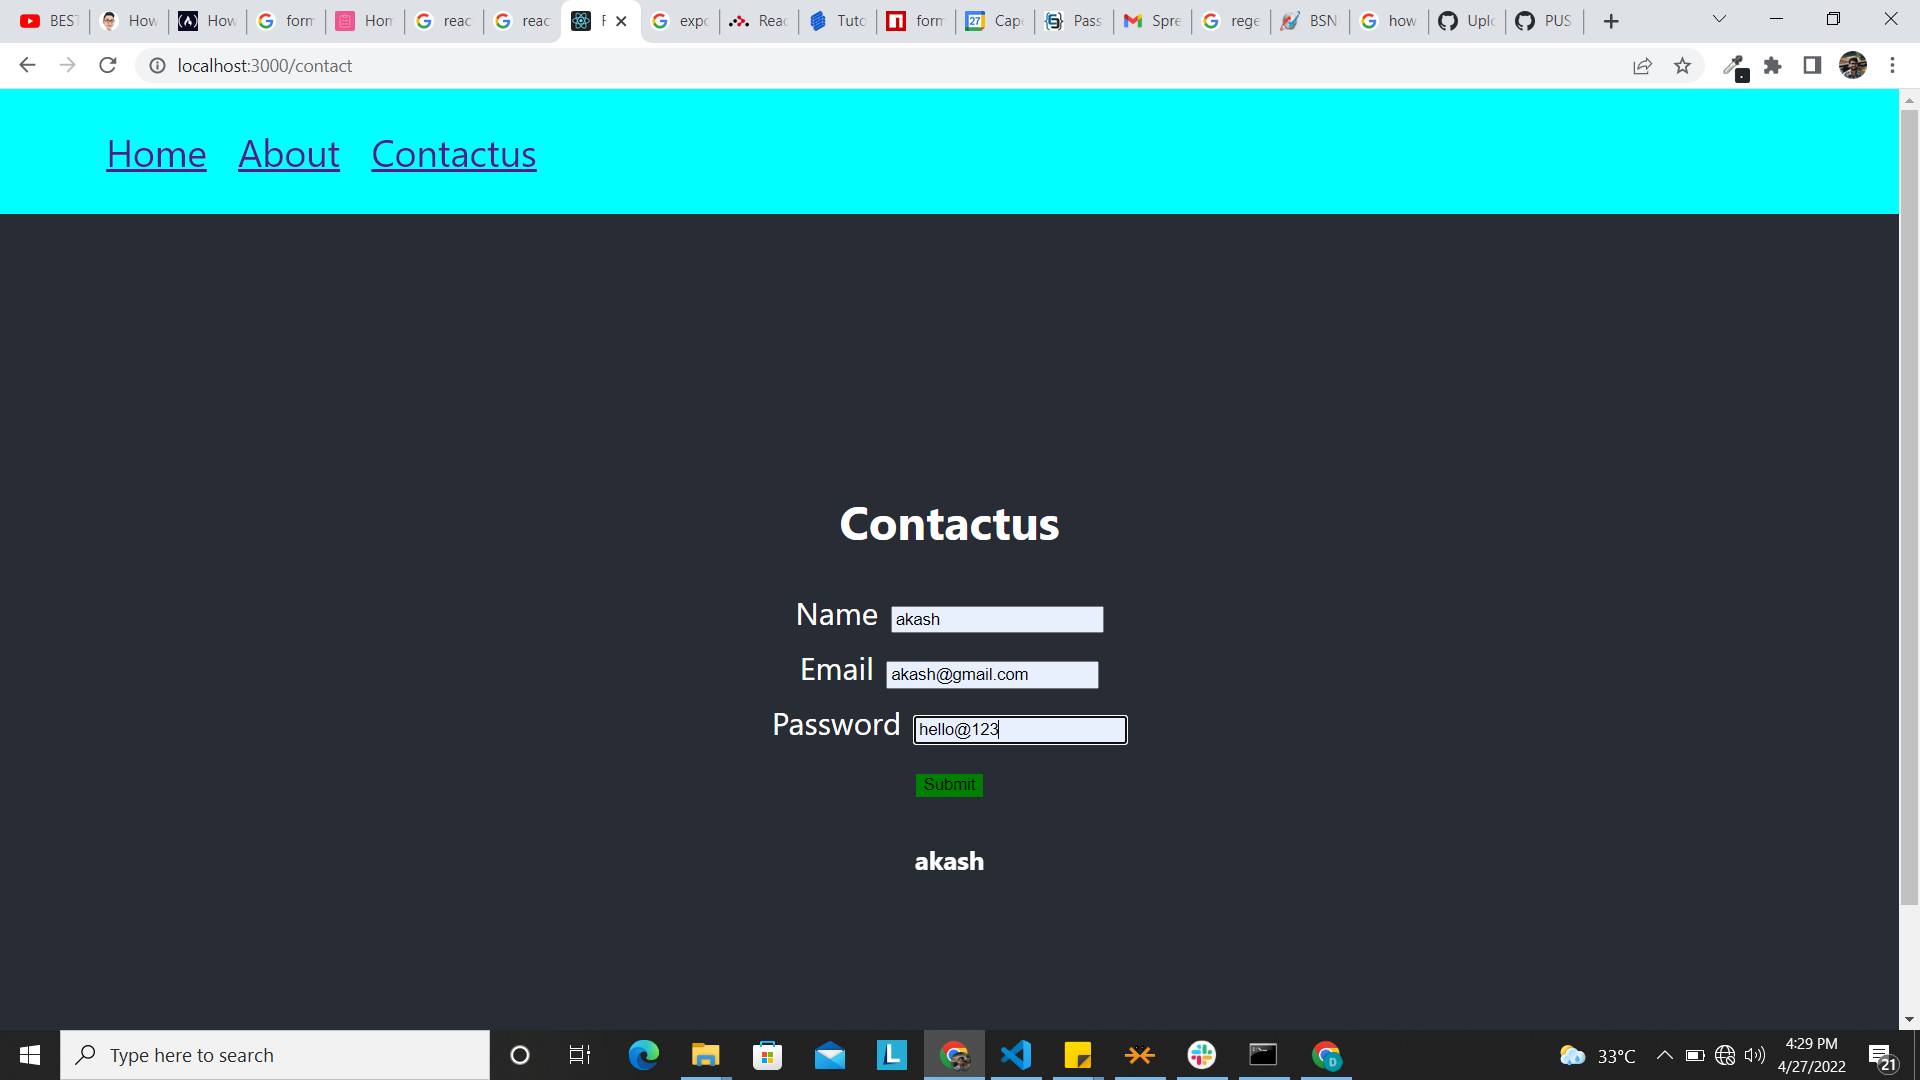 BEST How How form Hon reac reac F expo Reac Tuto form Cape Pass Spre rege BSN how Uplo PUS
localhost:3000/contact
Home About Contactus
Contactus
Name akash
Email akash@gmail.com
Password hello@123
Submit
akash
Type here to search
33°C
4:29 PM
4/27/2022
21